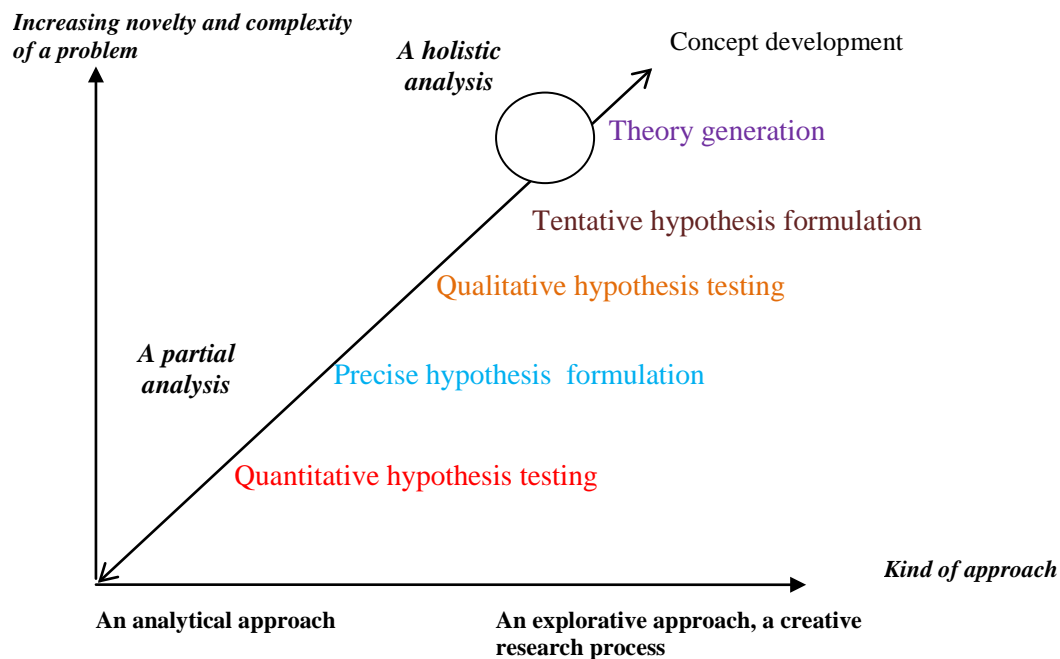 Increasing novelty and complexity
of a problem
A holistic
analysis
Concept development
Theory generation
Tentative hypothesis formulation
Qualitative hypothesis testing
A partial
analysis
Precise hypothesis  formulation
Quantitative hypothesis testing
Kind of approach
An analytical approach
An explorative approach, a creative
research process